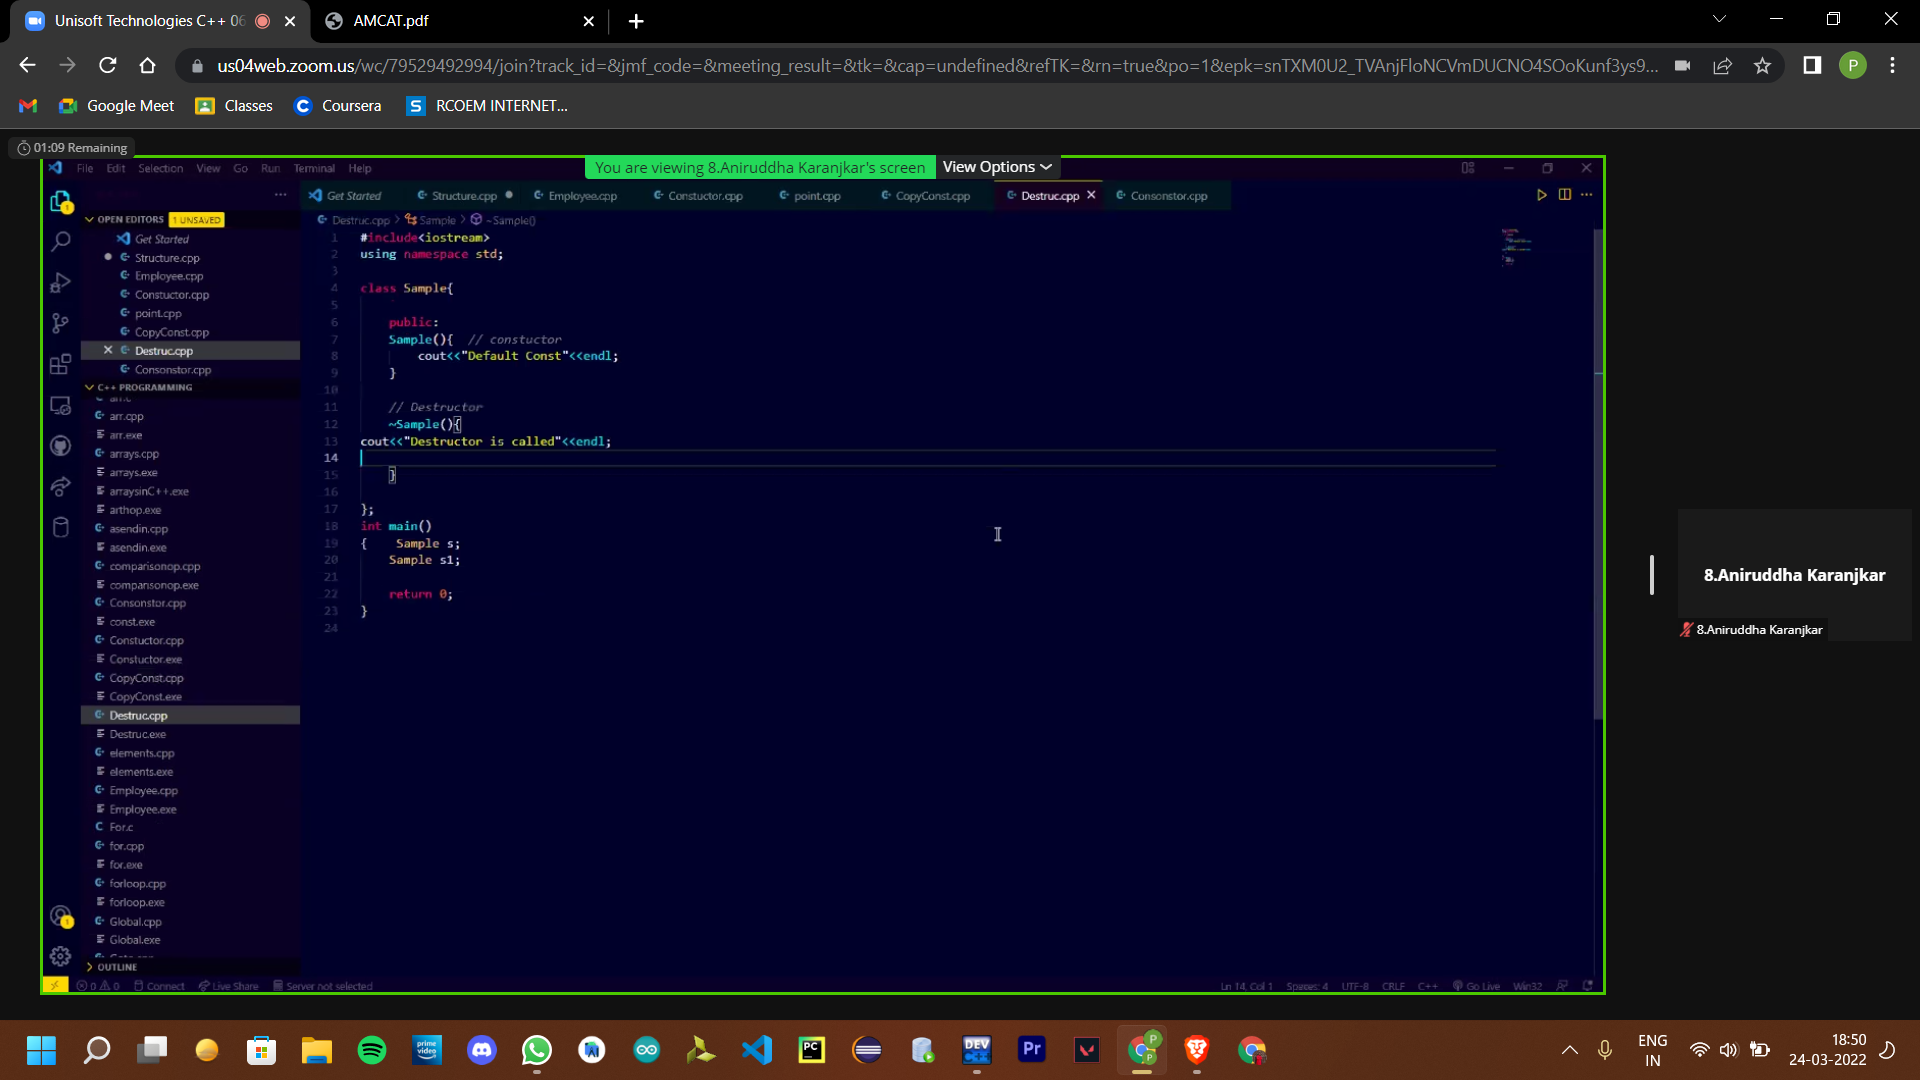 Unisoft Technologies C++ 06
AMCAT.pdf
us04web.zoom.us/wc/79529492994/join?track_id=&jmf_code=&meeting_result=&tk=&cap=undefined&refTK=&rn=true&po=1&epk=snTXM0U2_TVAnjFloNCVmDUCNO4SOoKunf3ys9...
P
Google Meet
Classes
Coursera
RCOEM INTERNET...
01:09 Remaining
File Edit Selection View Go Run Terminal Help
You are viewing 8.Aniruddha Karanjkar's screen
View Options
Get Started
Structure.cpp
Employee.cpp
Constuctor.cpp
point.cpp
CopyConst.cpp
Destruc.cpp
Consonstor.cpp
OPEN EDITORS 1 UNSAVED
Get Started
Structure.cpp
Employee.cpp
Constuctor.cpp
point.cpp
CopyConst.cpp
Destruc.cpp
Consonstor.cpp
C++ PROGRAMMING
arr.c
arr.cpp
arr.exe
arrays.cpp
arrays.exe
arraysinC++.exe
arthop.exe
asendin.cpp
asendin.exe
comparisonop.cpp
comparisonop.exe
Consonstor.cpp
const.exe
Constuctor.cpp
Constuctor.exe
CopyConst.cpp
CopyConst.exe
Destruc.cpp
Destruc.exe
elements.cpp
elements.exe
Employee.cpp
Employee.exe
For.c
for.cpp
for.exe
forloop.cpp
forloop.exe
Global.cpp
Global.exe
OUTLINE
Destruc.cpp > Sample > ~Sample()
1 #include<iostream>
2 using namespace std;
3
4 class Sample{
5
6 public:
7 Sample(){ // constuctor
8 cout<<"Default Const"<<endl;
9 }
10
11 // Destructor
12 ~Sample(){
13 cout<<"Destructor is called"<<endl;
14
15 }
16
17 };
18 int main()
19 { Sample s;
20 Sample s1;
21
22 return 0;
23 }
24
8.Aniruddha Karanjkar
8.Aniruddha Karanjkar
0 0 Connect Live Share Server not selected
Ln 14, Col 1 Spaces: 4 UTF-8 CRLF C++ Go Live Win32
prime video
PC
DEV C++
Pr
P
P
ENG
IN
18:50
24-03-2022